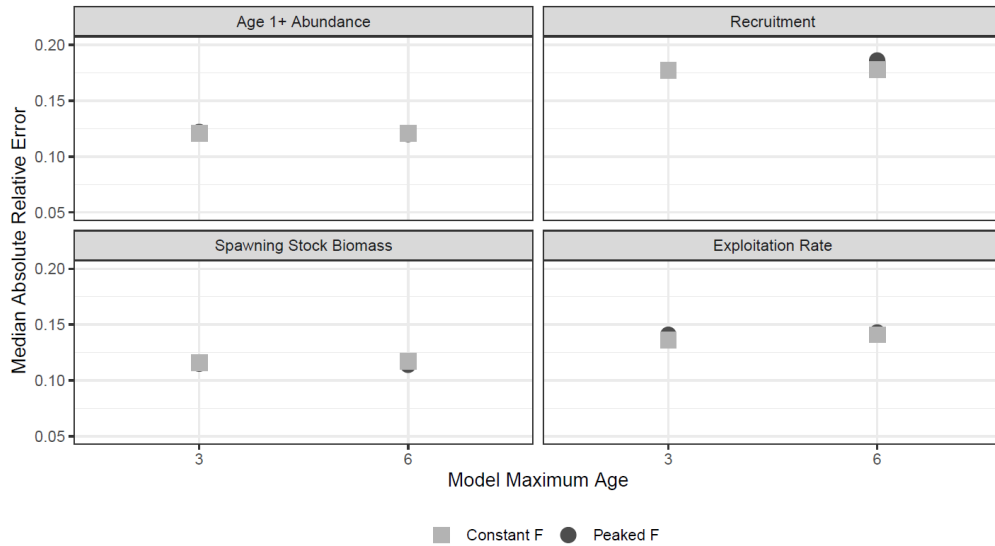 Age 1+ Abundance
Recruitment
0.20
0.15
0.10
0.05
Spawning Stock Biomass
Exploitation Rate
0.20
0.15
0.10
0.05
Median Absolute Relative Error
3 6 3 6
Model Maximum Age
Constant F Peaked F